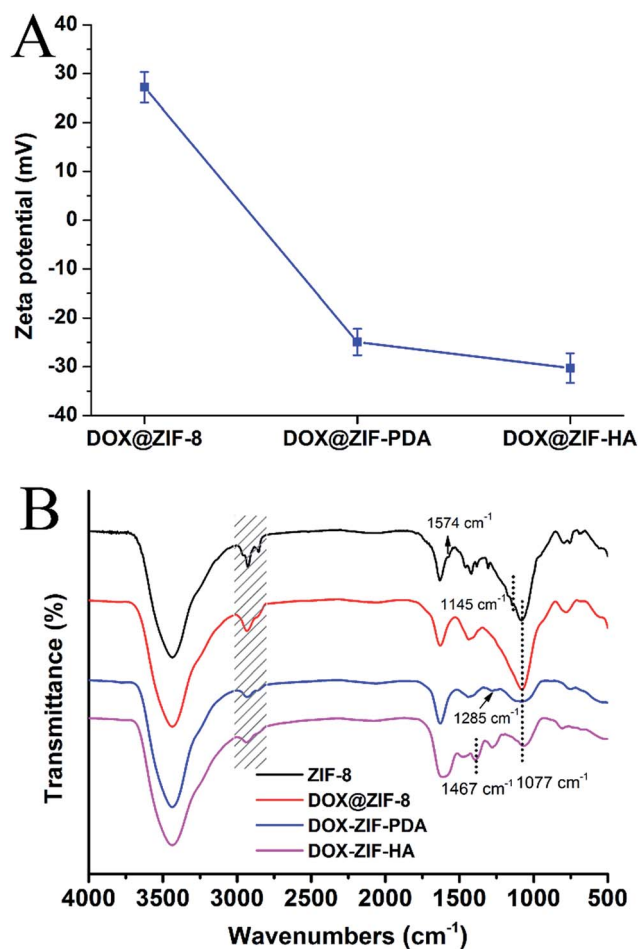 A
Zeta potential (mV)
40
30
20
10
0
-10
-20
-30
-40
DOX@ZIF-8 DOX@ZIF-PDA DOX@ZIF-HA
B
Transmittance (%)
1574 cm⁻¹
1145 cm⁻¹
1285 cm⁻¹
1467 cm⁻¹ 1077 cm⁻¹
ZIF-8
DOX@ZIF-8
DOX-ZIF-PDA
DOX-ZIF-HA
4000 3500 3000 2500 2000 1500 1000 500
Wavenumbers (cm⁻¹)